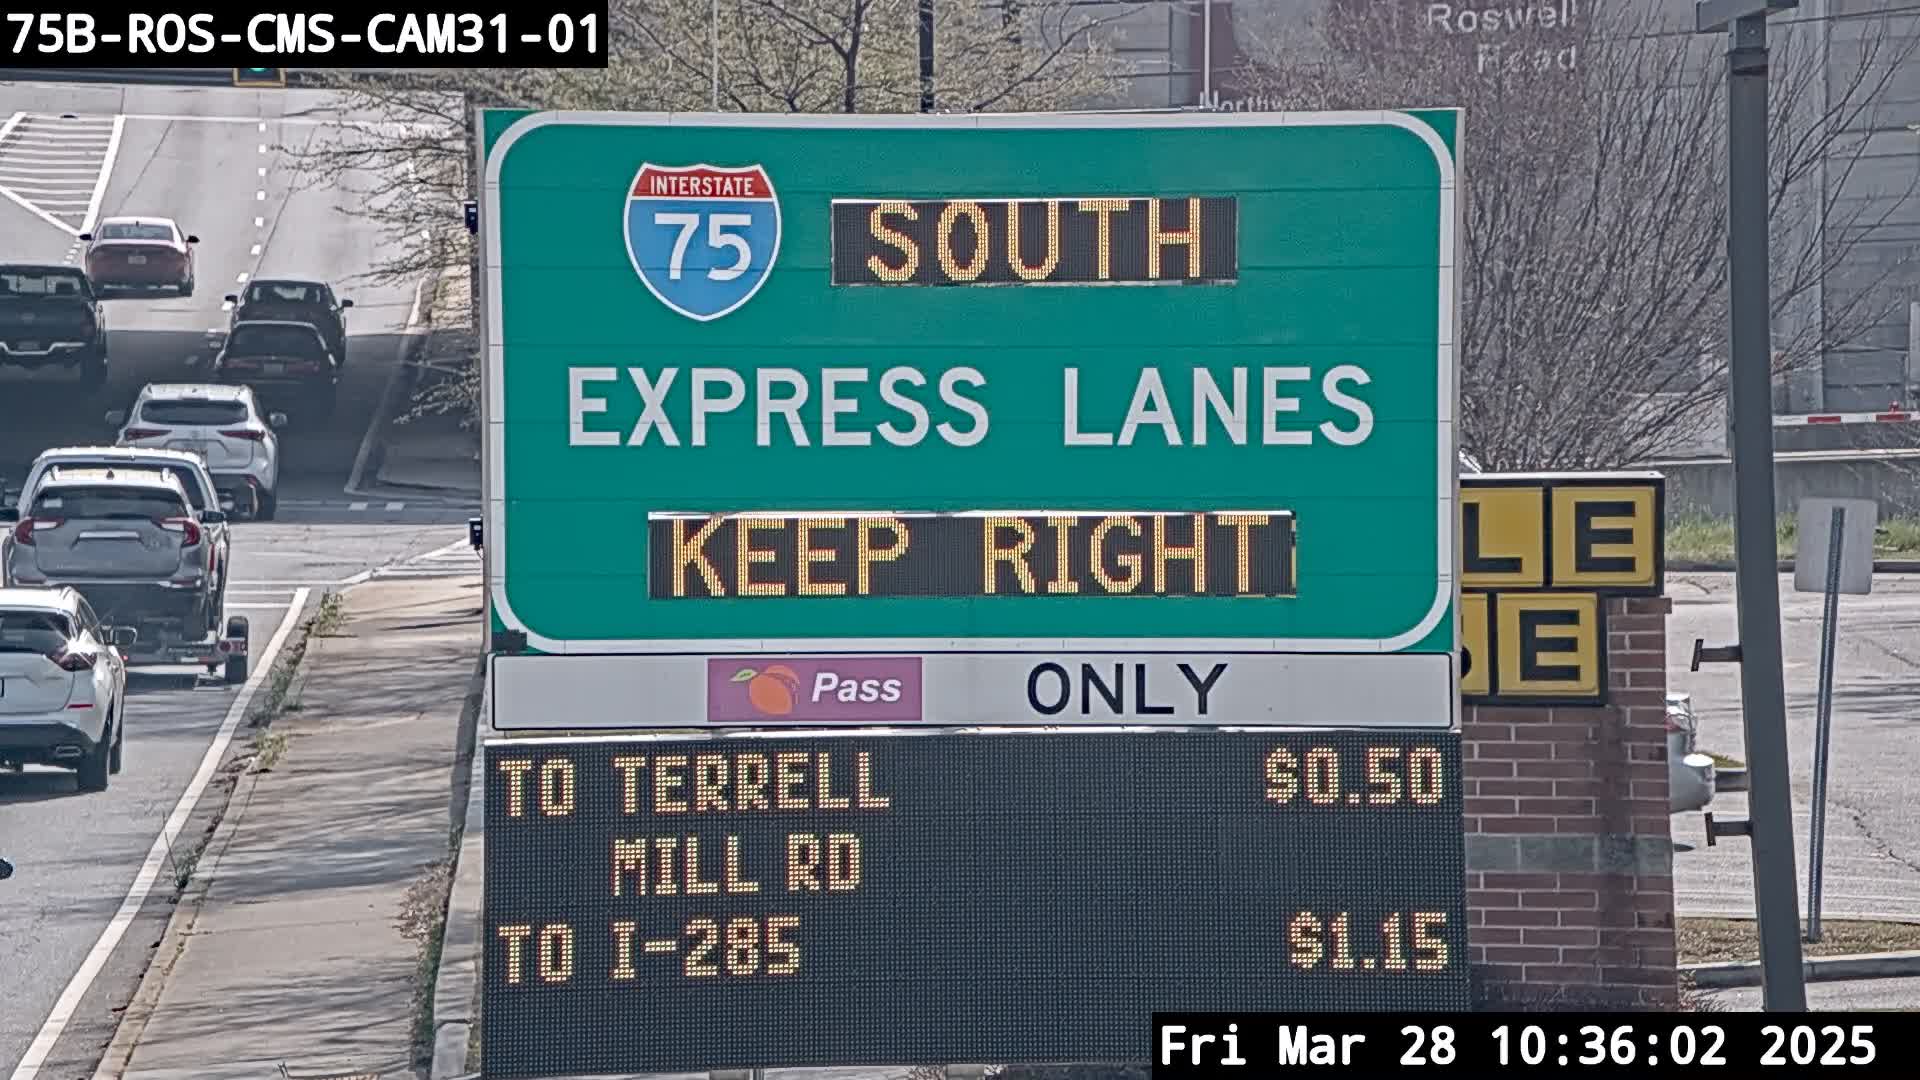 75B-ROS-CMS-CAM31-01
Roswell
Road
INTERSTATE
75
SOUTH
EXPRESS LANES
KEEP RIGHT
Pass ONLY
LE
E
TO TERRELL $0.50
MILL RD
TO I-285 $1.15
Fri Mar 28 10:36:02 2025